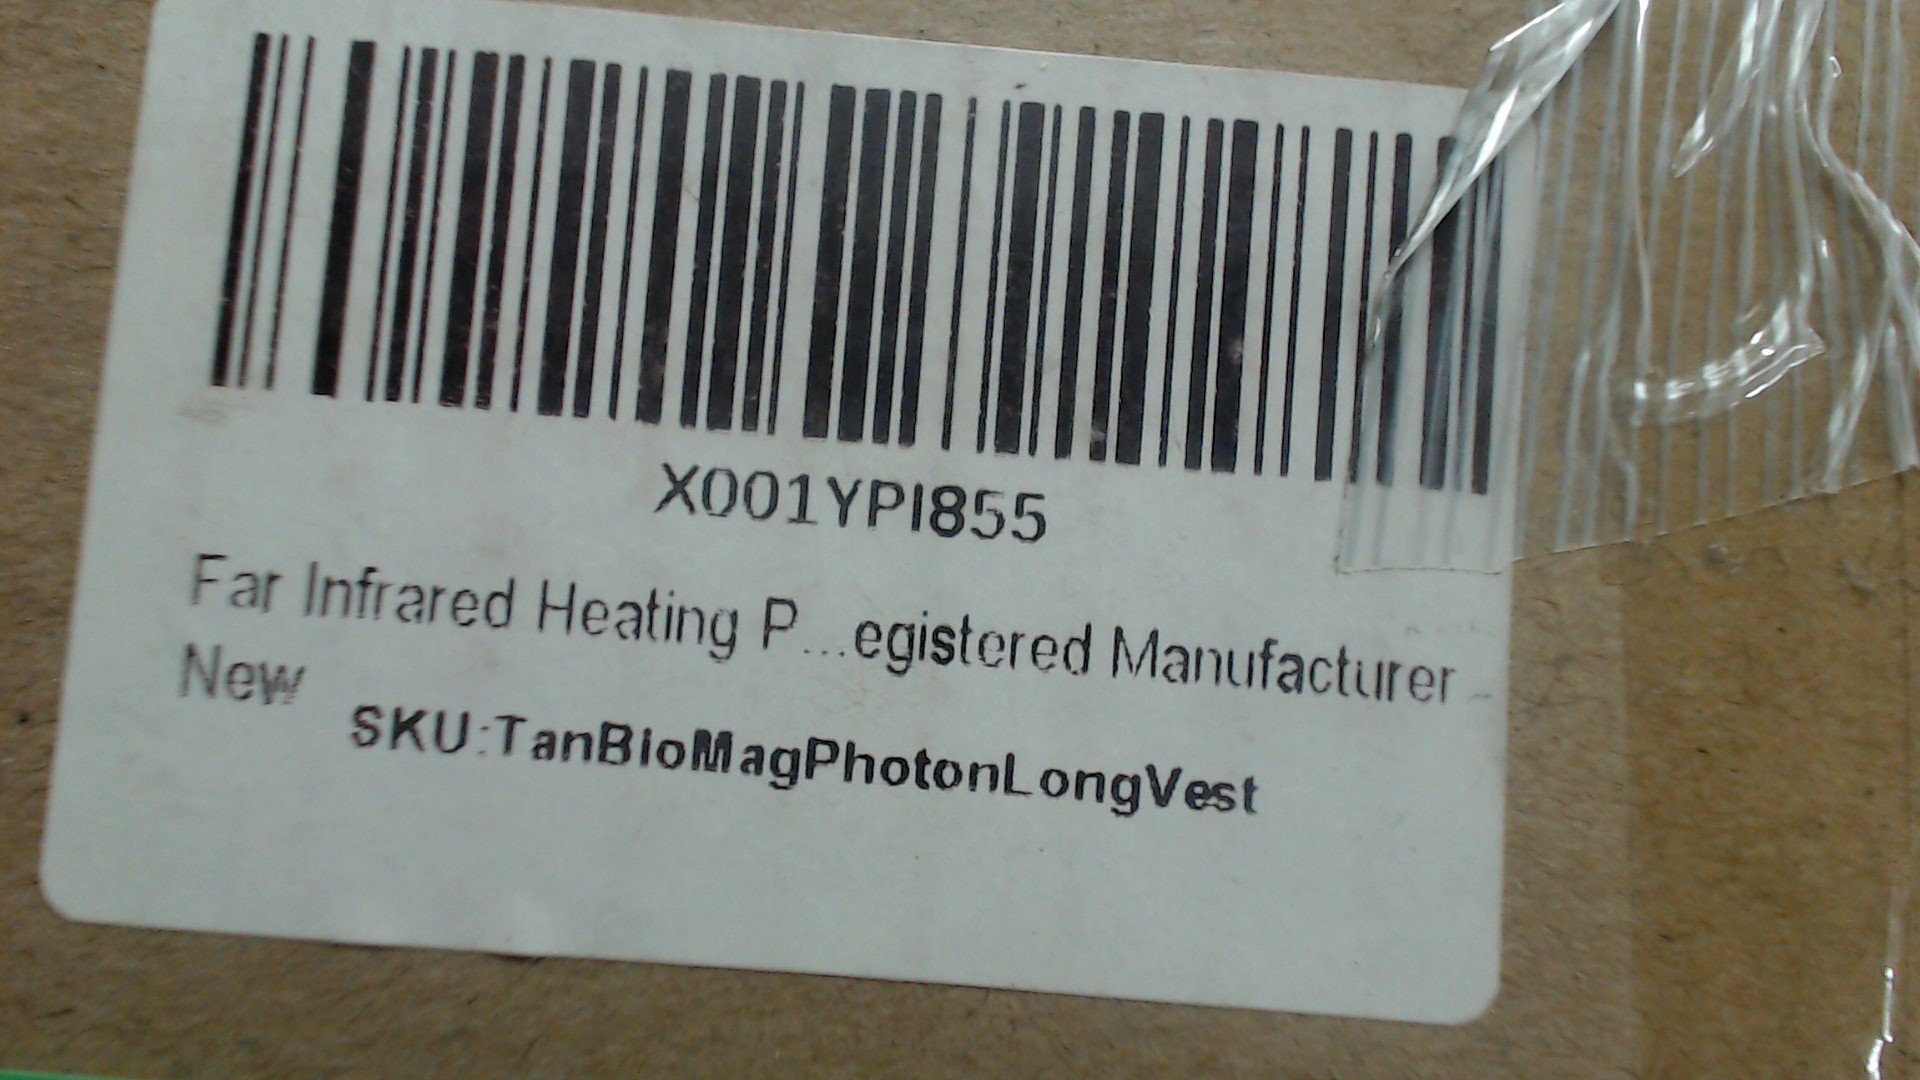 X001YPI855
Far Infrared Heating P...egistered Manufacturer -
New
SKU:TanBioMagPhotonLongVest